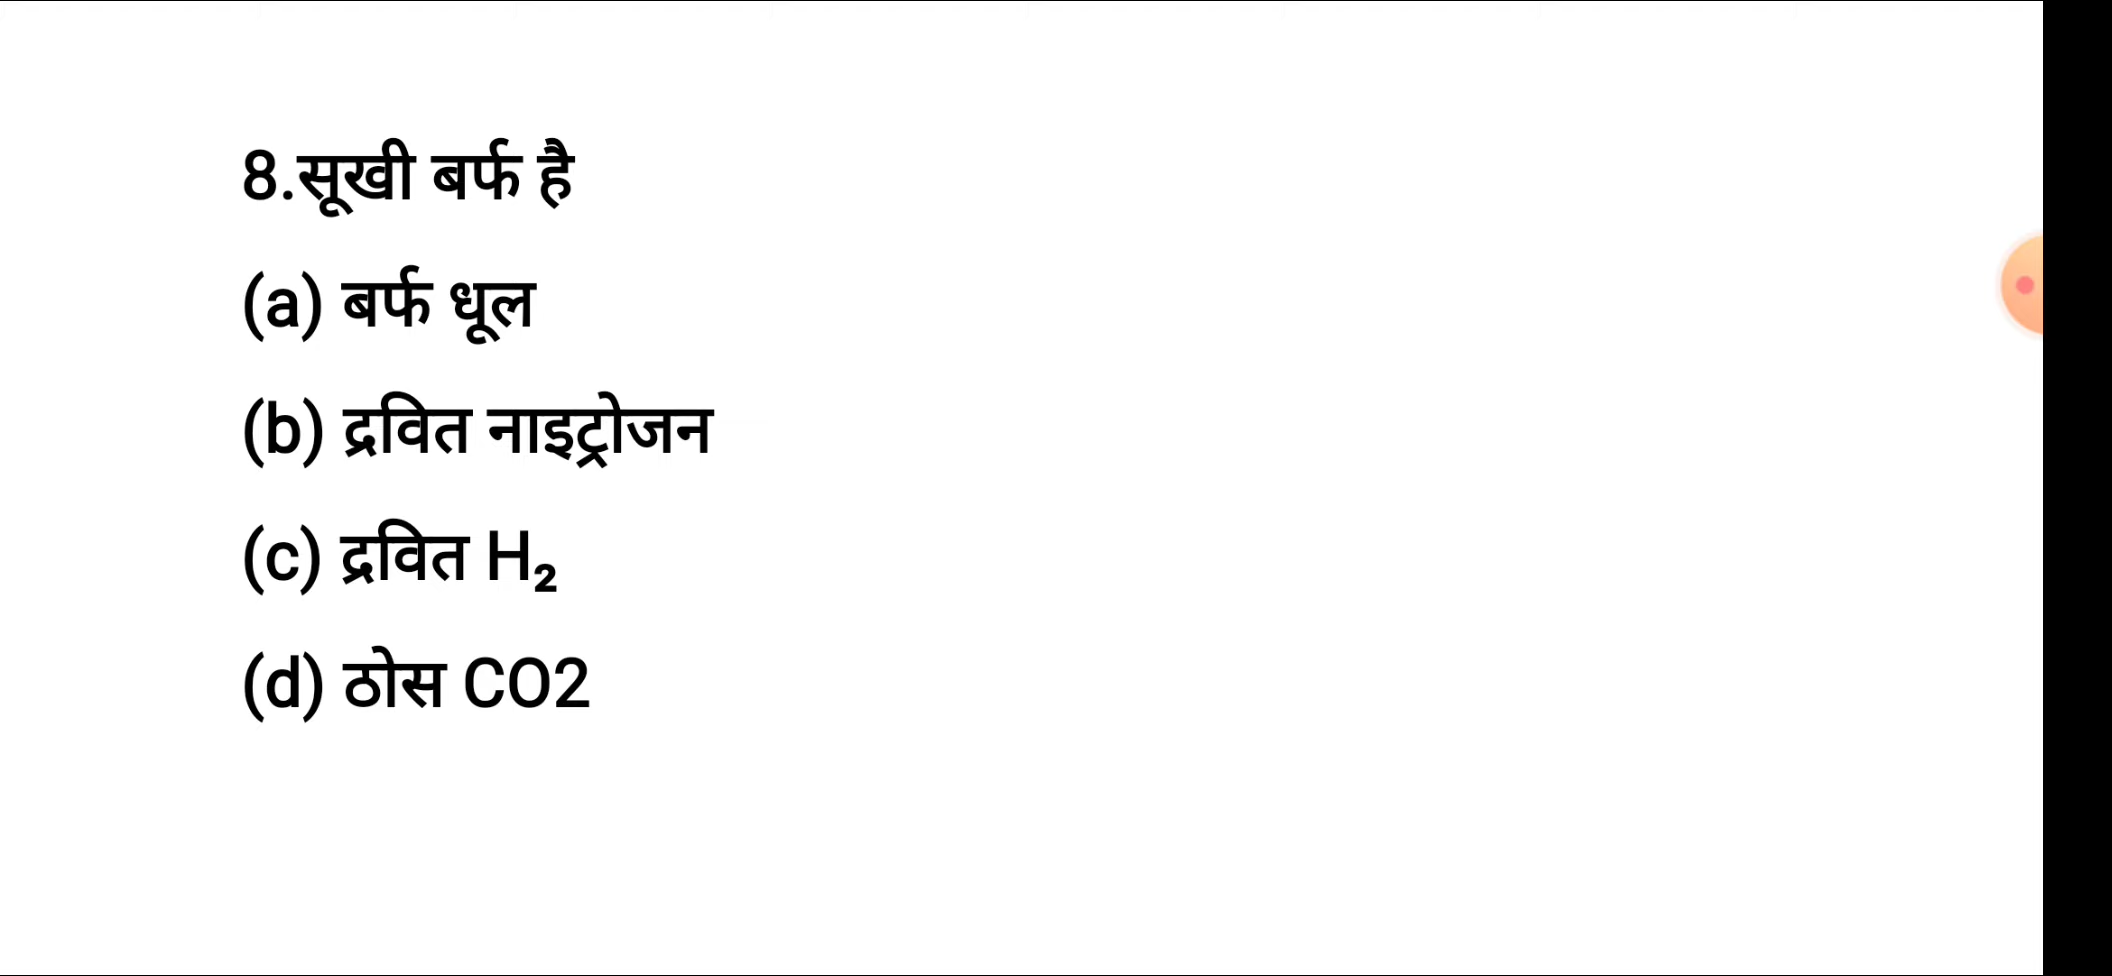 8.सूखी बर्फ है
(a) बर्फ धूल
(b) द्रवित नाइट्रोजन
(c) द्रवित H₂
(d) ठोस CO2